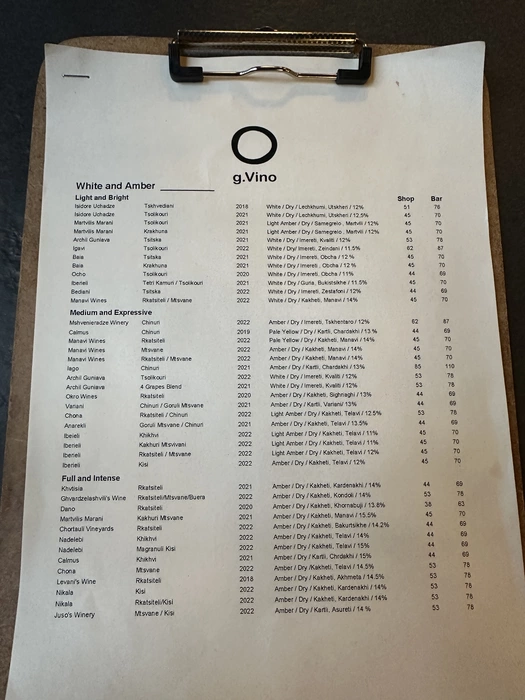 g.Vino
White and Amber
Shop Bar
Light and Bright
Isidore Uchadze Tskhvediani 2018 White / Dry / Lechkhumi, Utskheri / 12% 51 76
Isidore Uchadze Tsolikouri 2021 White / Dry / Lechkhumi, Utskheri / 12.5% 45 70
Martvilis Marani Tsolikouri 2021 Light Amber / Dry / Samegrelo, Martvili / 12% 45 70
Martvilis Marani Krakhuna 2021 Light Amber / Dry / Samegrelo, Martvili / 12% 45 70
Archil Guniava Tsitska 2021 White / Dry / Imereti, Kvaliti / 12% 53 78
Igavi Tsolikouri 2022 White / Dry/ Imereti, Zeindani / 11.5% 62 87
Baia Tsitska 2021 White / Dry / Imereti, Obcha / 12 % 45 70
Baia Krakhuna 2021 White / Dry / Imereti, Obcha / 12 % 45 70
Ocho Tsolikouri 2020 White / Dry / Imereti, Obcha / 11% 44 69
Iberieli Tetri Kamuri / Tsolikouri 2021 White / Dry / Guria, Bukistsikhe / 11.5% 45 70
Bediani Tsitska 2022 White / Dry / Imereti, Zestafoni / 12% 44 69
Manavi Wines Rkatsiteli / Mtsvane 2022 White / Dry / Kakheti, Manavi / 14% 45 70
Medium and Expressive
Mshvenieradze Winery Chinuri 2022 Amber / Dry / Imereti, Tskhentaro / 12% 62 87
Calmus Chinuri 2019 Pale Yellow / Dry / Kartli, Chardakhi / 13 % 44 69
Manavi Wines Rkatsiteli 2022 Pale Yellow / Dry / Kakheti, Manavi / 14% 45 70
Manavi Wines Mtsvane 2022 Amber / Dry / Kakheti, Manavi / 14% 45 70
Manavi Wines Rkatsiteli / Mtsvane 2022 Amber / Dry / Kakheti, Manavi / 14% 45 70
Iago Chinuri 2021 Amber / Dry / Kartli, Chardakhi / 13% 85 110
Archil Guniava Tsolikouri 2022 White / Dry / Imereti, Kvaliti / 12% 53 78
Archil Guniava 4 Grapes Blend 2021 White / Dry / Imereti, Kvaliti / 12% 53 78
Okro Wines Rkatsiteli 2020 Amber / Dry / Kakheti, Sighnaghi / 13% 44 69
Variani Chinuri / Goruli Mtsvane 2021 Amber / Dry / Kartli, Variani/ 13% 44 69
Chona Rkatsiteli / Chinuri 2022 Light Amber / Dry / Kakheti, Telavi / 12.5% 53 78
Anarekli Goruli Mtsvane / Chinuri 2021 Amber / Dry / Kakheti, Telavi / 13.5% 44 69
Iberieli Khikhvi 2022 Light Amber / Dry / Kakheti, Telavi / 11% 45 70
Iberieli Kakhuri Mtsvivani 2022 Light Amber / Dry / Kakheti, Telavi / 11% 45 70
Iberieli Rkatsiteli / Mtsvane 2022 Light Amber / Dry / Kakheti, Telavi / 12% 45 70
Iberieli Kisi 2022 Amber / Dry / Kakheti, Telavi / 12% 45 70
Full and Intense
Khvtisia Rkatsiteli 2021 Amber / Dry / Kakheti, Kardenakhi / 14% 44 69
Ghvardzelashvili's Wine Rkatsiteli/Mtsvane/Buera 2022 Amber / Dry / Kakheti, Kondoli / 14% 53 78
Dano Rkatsiteli 2020 Amber / Dry / Kakheti, Khornabuji / 13.8% 38 63
Martvilis Marani Kakhuri Mtsvane 2021 Amber / Dry / Kakheti, Manavi / 15.5% 45 70
Chortauli Vineyards Rkatsiteli 2022 Amber / Dry / Kakheti, Bakurtsikhe / 14.2% 44 69
Nadelebi Khikhvi 2022 Amber / Dry / Kakheti, Telavi / 14% 44 69
Nadelebi Magranuli Kisi 2022 Amber / Dry / Kakheti, Telavi / 15% 44 69
Calmus Khikhvi 2021 Amber / Dry / Kartli, Chrdakhi / 15% 44 69
Chona Mtsvane 2022 Amber / Dry /Kakheti, Telavi / 14.5% 53 78
Levani's Wine Rkatsiteli 2018 Amber / Dry / Kakheti, Akhmeta / 14.5% 53 78
Nikala Kisi 2022 Amber / Dry / Kakheti, Kardenakhi / 14% 53 78
Nikala Rkatsiteli/Kisi 2022 Amber / Dry / Kakheti, Kardenakhi / 14% 53 78
Juso's Winery Mtsvane / Kisi 2022 Amber / Dry / Kartli, Asureti / 14 % 53 78